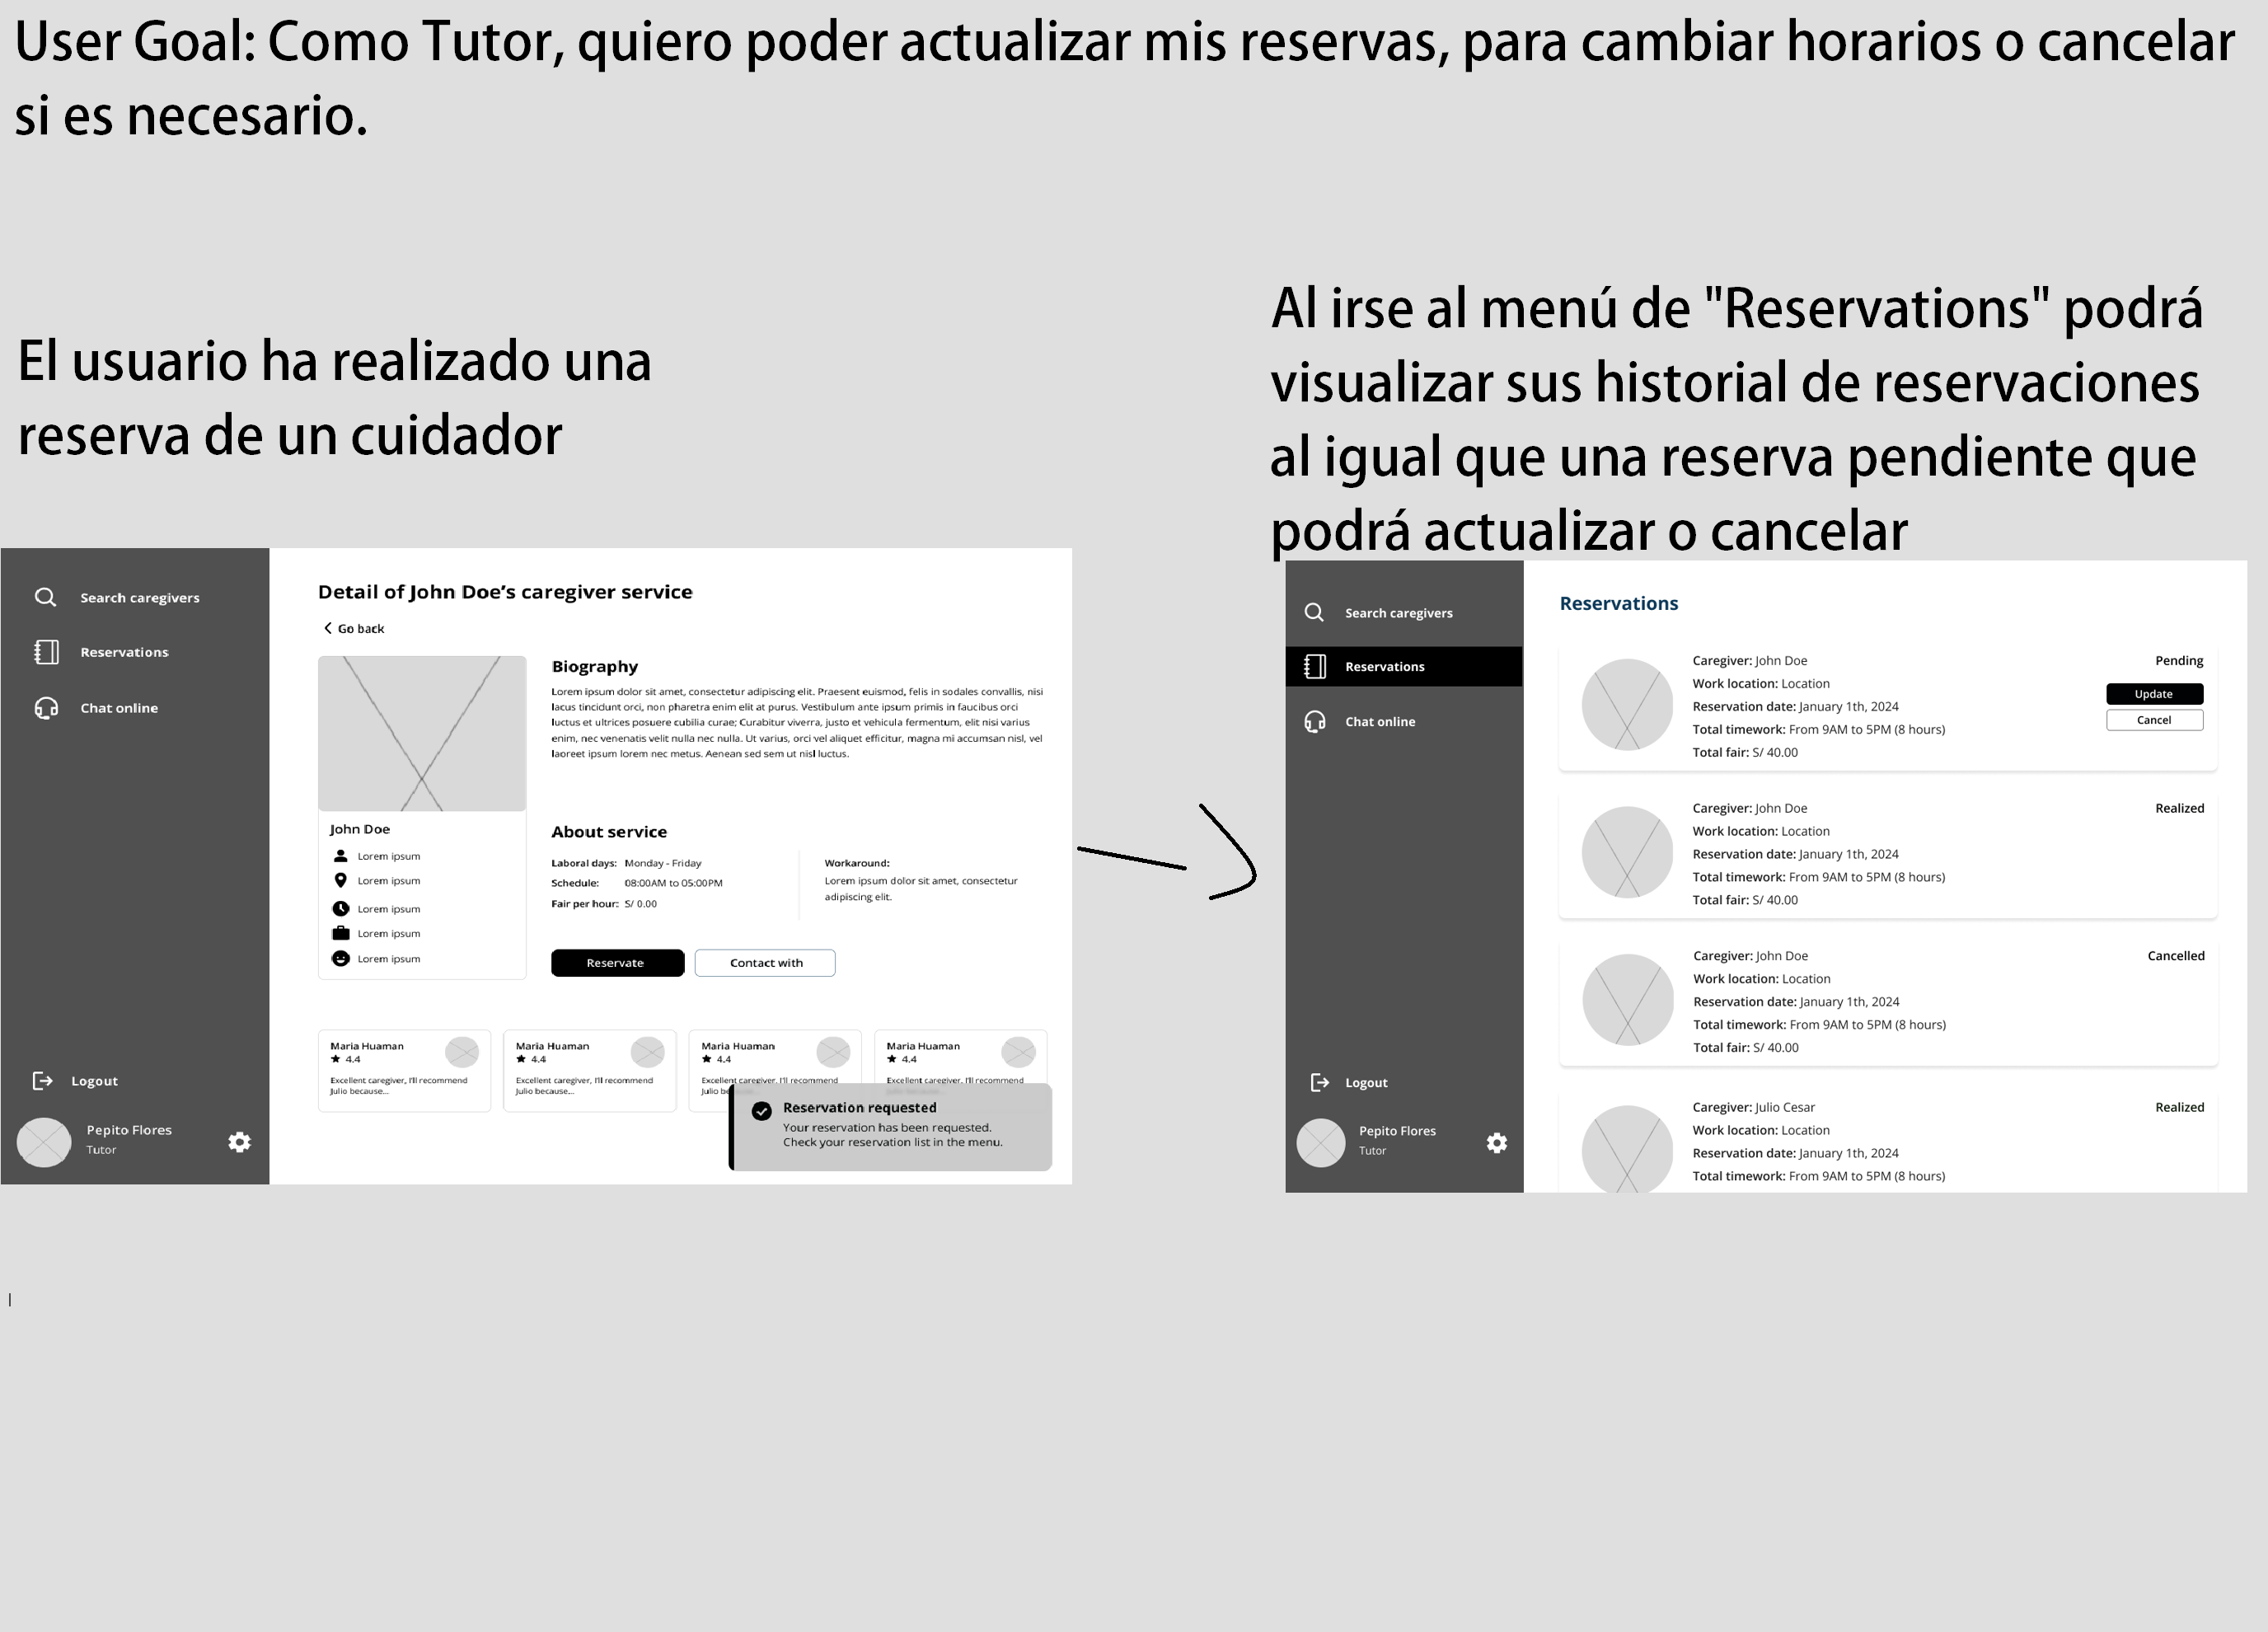 User Goal: Como Tutor, quiero poder actualizar mis reservas, para cambiar horarios o cancelar
si es necesario.
El usuario ha realizado una
reserva de un cuidador
Al irse al menú de "Reservations" podrá
visualizar sus historial de reservaciones
al igual que una reserva pendiente que
podrá actualizar o cancelar
Search caregivers
Reservations
Chat online
Logout
Pepito Flores
Tutor
Detail of John Doe's caregiver service
Go back
John Doe
Lorem ipsum
Lorem ipsum
Lorem ipsum
Lorem ipsum
Lorem ipsum
Biography
Lorem ipsum dolor sit amet, consectetur adipiscing elit. Praesent euismod, felis in sodales convallis, nisi
lacus tincidunt orci, non pharetra enim elit at purus. Vestibulum ante ipsum primis in faucibus orci
luctus et ultrices posuere cubilia curae; Curabitur viverra, justo et vehicula fermentum, elit nisi varius
enim, nec venenatis velit nulla nec nulla. Ut varius, orci vel aliquet efficitur, magna mi accumsan nisl, vel
laoreet ipsum lorem nec metus. Aenean sed sem ut nisl luctus.
About service
Laboral days: Monday - Friday
Schedule: 08:00AM to 05:00PM
Fair per hour: S/ 0.00
Workaround:
Lorem ipsum dolor sit amet, consectetur
adipiscing elit.
Reservate
Contact with
Maria Huaman
4.4
Excellent caregiver, I'll recommend
Julio because...
Maria Huaman
4.4
Excellent caregiver, I'll recommend
Julio because...
Maria Huaman
4.4
Excellent caregiver, I'll recommend
Julio be
Maria Huaman
4.4
Excellent caregiver, I'll recommend
Reservation requested
Your reservation has been requested.
Check your reservation list in the menu.
Search caregivers
Reservations
Chat online
Logout
Pepito Flores
Tutor
Reservations
Caregiver: John Doe
Work location: Location
Reservation date: January 1th, 2024
Total timework: From 9AM to 5PM (8 hours)
Total fair: S/ 40.00
Pending
Update
Cancel
Caregiver: John Doe
Work location: Location
Reservation date: January 1th, 2024
Total timework: From 9AM to 5PM (8 hours)
Total fair: S/ 40.00
Realized
Caregiver: John Doe
Work location: Location
Reservation date: January 1th, 2024
Total timework: From 9AM to 5PM (8 hours)
Total fair: S/ 40.00
Cancelled
Caregiver: Julio Cesar
Work location: Location
Reservation date: January 1th, 2024
Total timework: From 9AM to 5PM (8 hours)
Realized